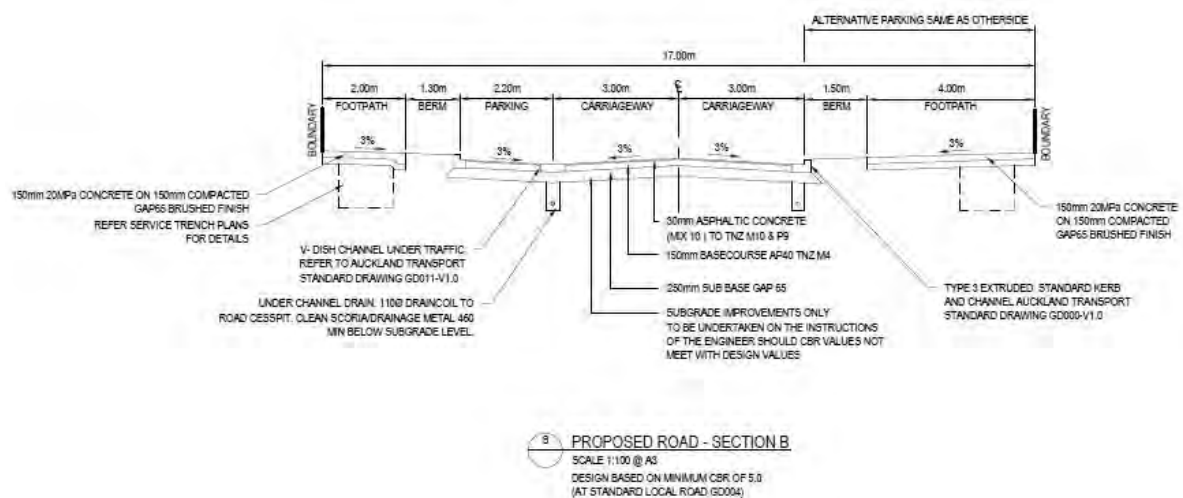 ALTERNATIVE PARKING SAME AS OTHERSIDE
17.00m
2.00m
FOOTPATH
1.30m
BERM
2.20m
PARKING
3.00m
CARRIAGEWAY
3.00m
CARRIAGEWAY
1.50m
BERM
4.00m
FOOTPATH
BOUNDARY
BOUNDARY
3%
3%
3%
3%
3%
150mm 20MPa CONCRETE ON 150mm COMPACTED
GAP65 BRUSHED FINISH
REFER SERVICE TRENCH PLANS
FOR DETAILS
V- DISH CHANNEL UNDER TRAFFIC
REFER TO AUCKLAND TRANSPORT
STANDARD DRAWING GD011-V1.0
UNDER CHANNEL DRAIN. 110Ø DRAINCOIL TO
ROAD CESSPIT. CLEAN SCORIA/DRAINAGE METAL 460
MIN BELOW SUBGRADE LEVEL.
30mm ASPHALTIC CONCRETE
(MIX 10 ) TO TNZ M10 & P9
150mm BASECOURSE AP40 TNZ M4
250mm SUB BASE GAP 65
SUBGRADE IMPROVEMENTS ONLY
TO BE UNDERTAKEN ON THE INSTRUCTIONS
OF THE ENGINEER SHOULD CBR VALUES NOT
MEET WITH DESIGN VALUES
150mm 20MPa CONCRETE
ON 150mm COMPACTED
GAP65 BRUSHED FINISH
TYPE 3 EXTRUDED STANDARD KERB
AND CHANNEL AUCKLAND TRANSPORT
STANDARD DRAWING GD000-V1.0
PROPOSED ROAD - SECTION B
SCALE 1:100 @ A3
DESIGN BASED ON MINIMUM CBR OF 5.0
(AT STANDARD LOCAL ROAD GD004)